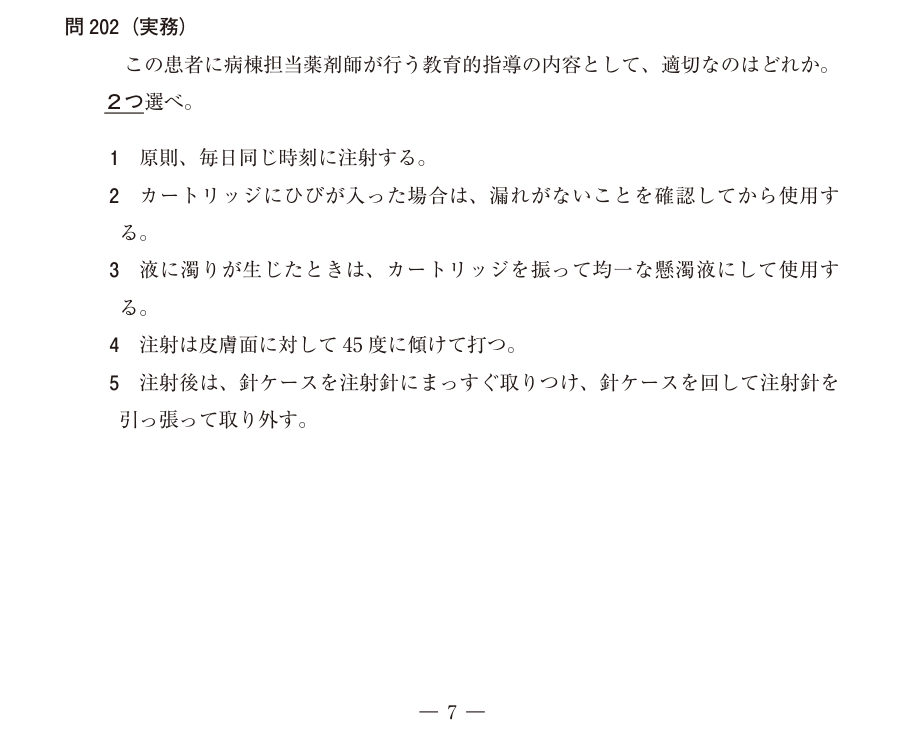 問 202（実務）
この患者に病棟担当薬剤師が行う教育的指導の内容として、適切なのはどれか。
２つ選べ。
1 原則、毎日同じ時刻に注射する。
2 カートリッジにひびが入った場合は、漏れがないことを確認してから使用す
る。
3 液に濁りが生じたときは、カートリッジを振って均一な懸濁液にして使用す
る。
4 注射は皮膚面に対して 45 度に傾けて打つ。
5 注射後は、針ケースを注射針にまっすぐ取りつけ、針ケースを回して注射針を
引っ張って取り外す。
― 7 ―